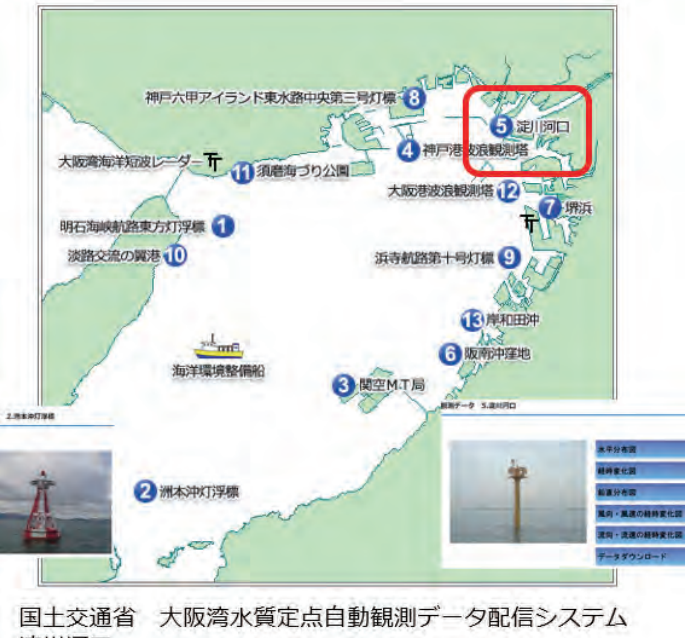 神戸六甲アイランド東水路中央第三号灯標 8
5 淀川河口
4 神戸港波浪観測塔
大阪湾海洋短波レーダー
11 須磨海づり公園
大阪港波浪観測塔 12
7 堺浜
明石海峡航路東方灯浮標 1
淡路交流の翼港 10
浜寺航路第十号灯標 9
13 岸和田沖
6 阪南沖窪地
海洋環境整備船
3 関空M.T局
2.洲本沖灯浮標
観測データ 5.淀川河口
水平分布図
経時変化図
鉛直分布図
風向・風速の経時変化図
流向・流速の経時変化図
データダウンロード
2 洲本沖灯浮標
国土交通省 大阪湾水質定点自動観測データ配信システム